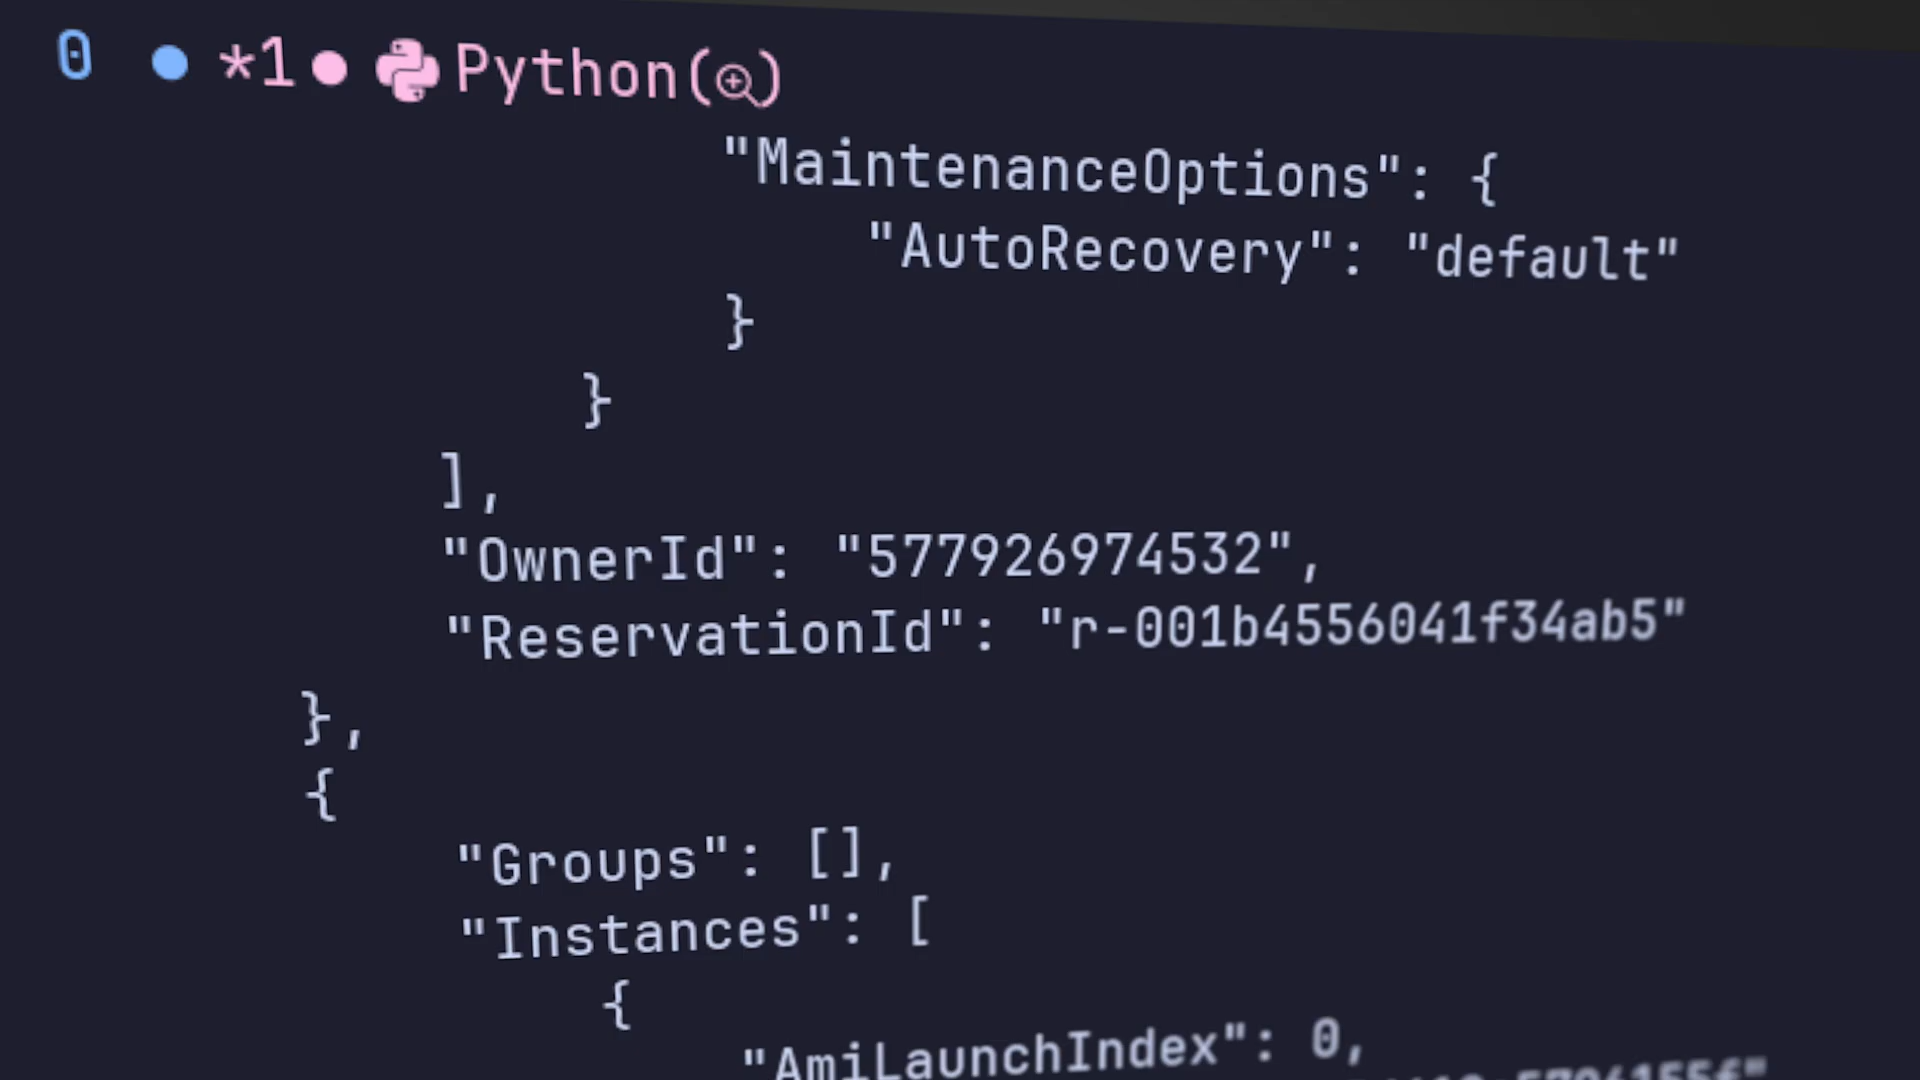 0 *1 Python()
"MaintenanceOptions": {
"AutoRecovery": "default"
}
}
],
"OwnerId": "577926974532",
"ReservationId": "r-001b4556041f34ab5"
},
{
"Groups": [],
"Instances": [
{
"AmiLaunchIndex": 0,